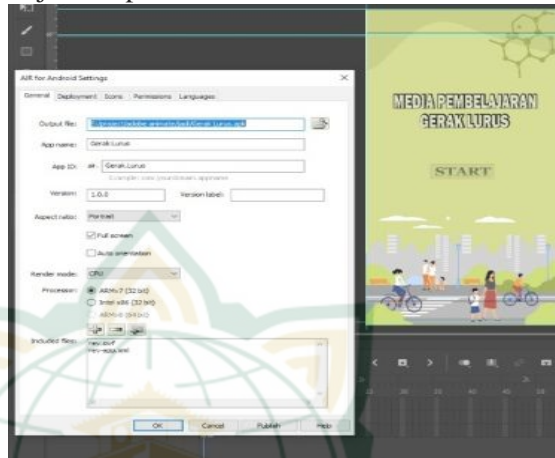 AIR for Android Settings
General Deployment Icons Permissions Languages
Output file:
App name: Gerak Lurus
App ID: air. Gerak.Lurus
Version: 1.0.0 Version label:
Aspect ratio: Portrait
Full screen
Auto orientation
Render mode: CPU
Processor: ARMv7 (32 bit)
Intel x86 (32 bit)
ARMv8 (64 bit)
Included files:
OK Cancel Publish Help
MEDIA PEMBELAJARAN
GERAK LURUS
START